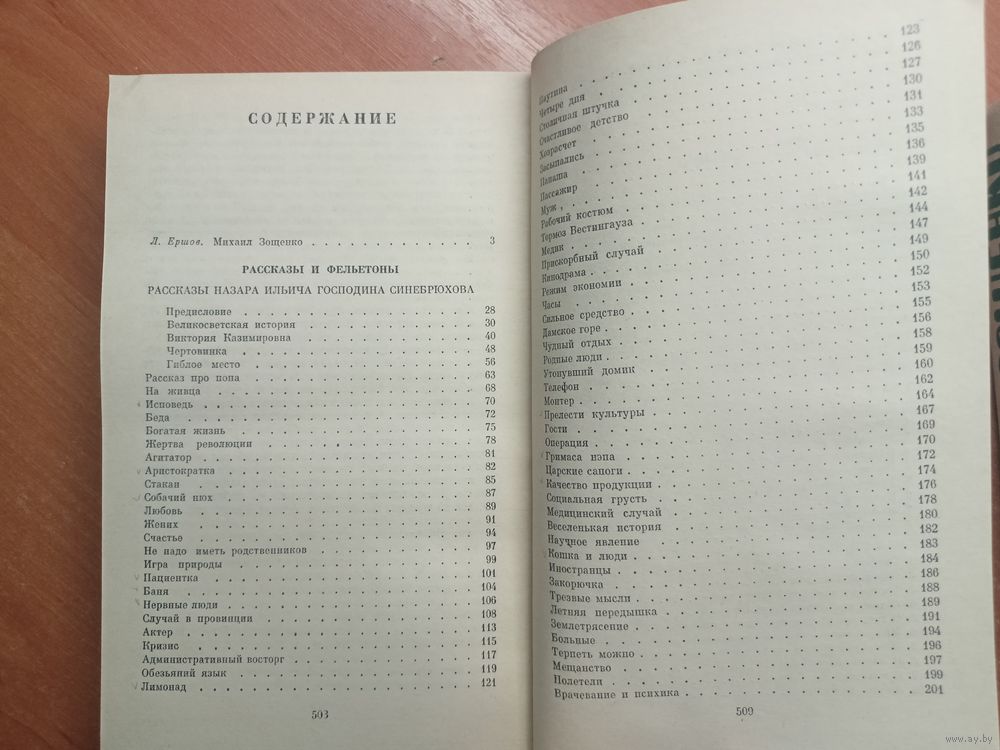 СОДЕРЖАНИЕ
Л. Ершов. Михаил Зощенко . . . . . . . . . . . . 3
РАССКАЗЫ И ФЕЛЬЕТОНЫ
РАССКАЗЫ НАЗАРА ИЛЬИЧА ГОСПОДИНА СИНЕБРЮХОВА
Предисловие 28
Великосветская история 30
Виктория Казимировна 40
Чертовинка 48
Гиблое место 56
Рассказ про попа 63
На живца 68
Исповедь 70
Беда 72
Богатая жизнь 75
Жертва революции 78
Агитатор 81
Аристократка 82
Стакан 85
Собачий нюх 87
Любовь 89
Жених 91
Счастье 94
Не надо иметь родственников 97
Игра природы 99
Пациентка 101
Баня 104
Нервные люди 106
Случай в провинции 108
Актер 113
Кризис 115
Административный восторг 117
Обезьяний язык 119
Лимонад 121
503
Паутина 123
Четыре дня 126
Столичная штучка 127
Счастливое детство 130
Хозрасчет 131
Засыпались 133
Папаша 135
Пассажир 136
Муж 139
Рабочий костюм 141
Тормоз Вестингауза 142
Медик 144
Прискорбный случай 147
Кинодрама 149
Режим экономии 150
Часы 152
Сильное средство 153
Дамское горе 155
Чудный отдых 156
Родные люди 158
Утонувший домик 159
Телефон 160
Монтер 162
Прелести культуры 164
Гости 167
Операция 169
Гримаса нэпа 170
Царские сапоги 172
Качество продукции 174
Социальная грусть 176
Медицинский случай 178
Веселенькая история 180
Научное явление 182
Кошка и люди 183
Иностранцы 184
Закорючка 186
Трезвые мысли 188
Летняя передышка 189
Землетрясение 191
Больные 194
Терпеть можно 196
Мещанство 197
Полетели 199
Врачевание и психика 201
509
www.ay.by